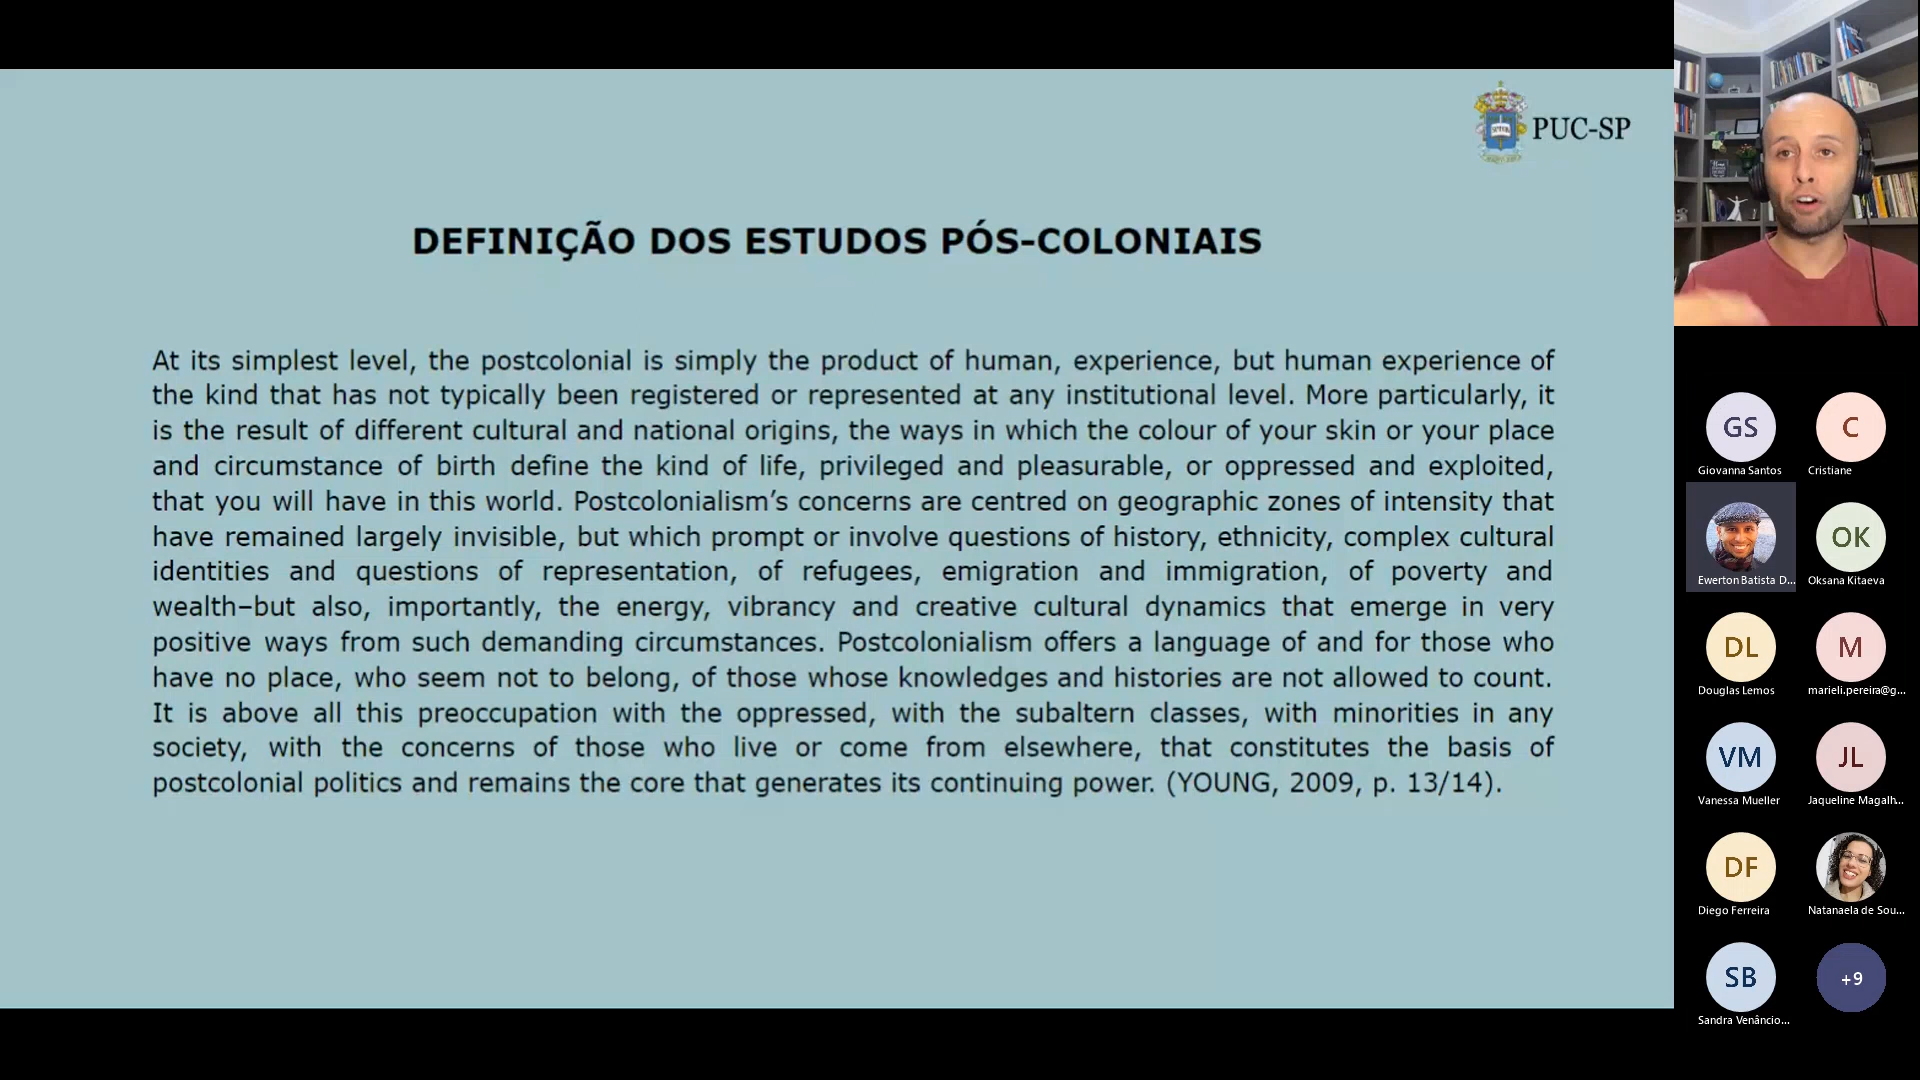 PUC-SP
DEFINIÇÃO DOS ESTUDOS PÓS-COLONIAIS
At its simplest level, the postcolonial is simply the product of human, experience, but human experience of
the kind that has not typically been registered or represented at any institutional level. More particularly, it
is the result of different cultural and national origins, the ways in which the colour of your skin or your place
and circumstance of birth define the kind of life, privileged and pleasurable, or oppressed and exploited,
that you will have in this world. Postcolonialism’s concerns are centred on geographic zones of intensity that
have remained largely invisible, but which prompt or involve questions of history, ethnicity, complex cultural
identities and questions of representation, of refugees, emigration and immigration, of poverty and
wealth–but also, importantly, the energy, vibrancy and creative cultural dynamics that emerge in very
positive ways from such demanding circumstances. Postcolonialism offers a language of and for those who
have no place, who seem not to belong, of those whose knowledges and histories are not allowed to count.
It is above all this preoccupation with the oppressed, with the subaltern classes, with minorities in any
society, with the concerns of those who live or come from elsewhere, that constitutes the basis of
postcolonial politics and remains the core that generates its continuing power. (YOUNG, 2009, p. 13/14).
GS
Giovanna Santos
C
Cristiane
Ewerton Batista D...
OK
Oksana Kitaeva
DL
Douglas Lemos
M
marieli.pereira@g...
VM
Vanessa Mueller
JL
Jaqueline Magalh...
DF
Diego Ferreira
Natanaela de Sou...
SB
Sandra Venâncio...
+9